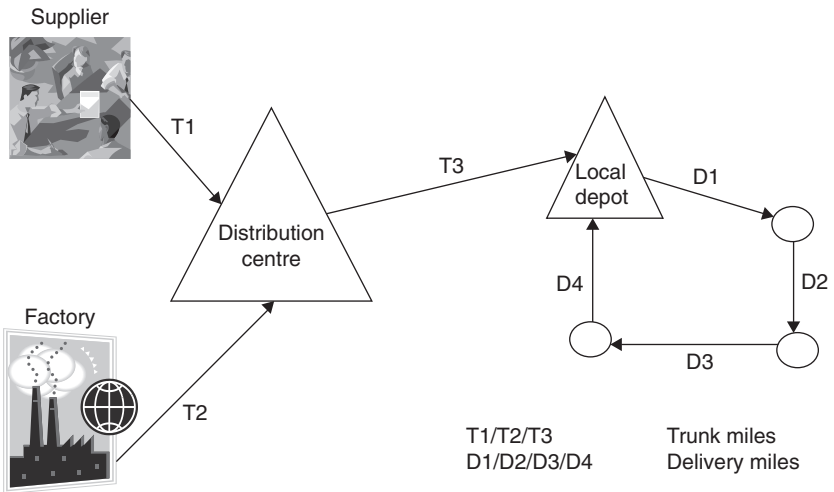 Supplier
T1
T3
Local
depot
D1
Distribution
centre
D4
D2
Factory
D3
T2
T1/T2/T3 Trunk miles
D1/D2/D3/D4 Delivery miles